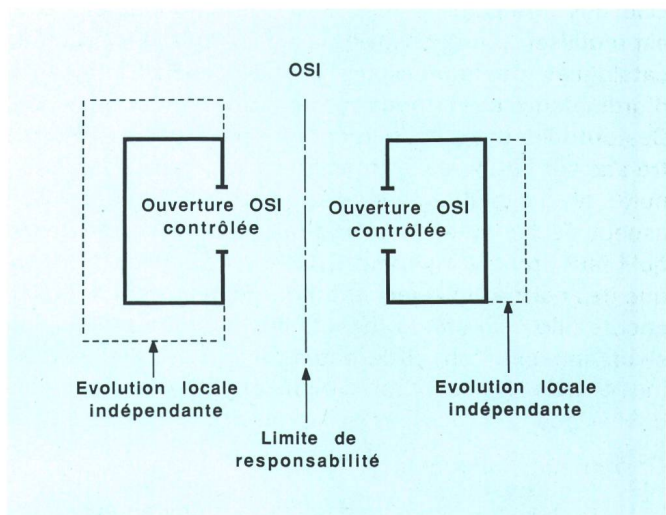 OSI
Ouverture OSI
contrôlée
Ouverture OSI
contrôlée
Evolution locale
indépendante
Evolution locale
indépendante
Limite de
responsabilité